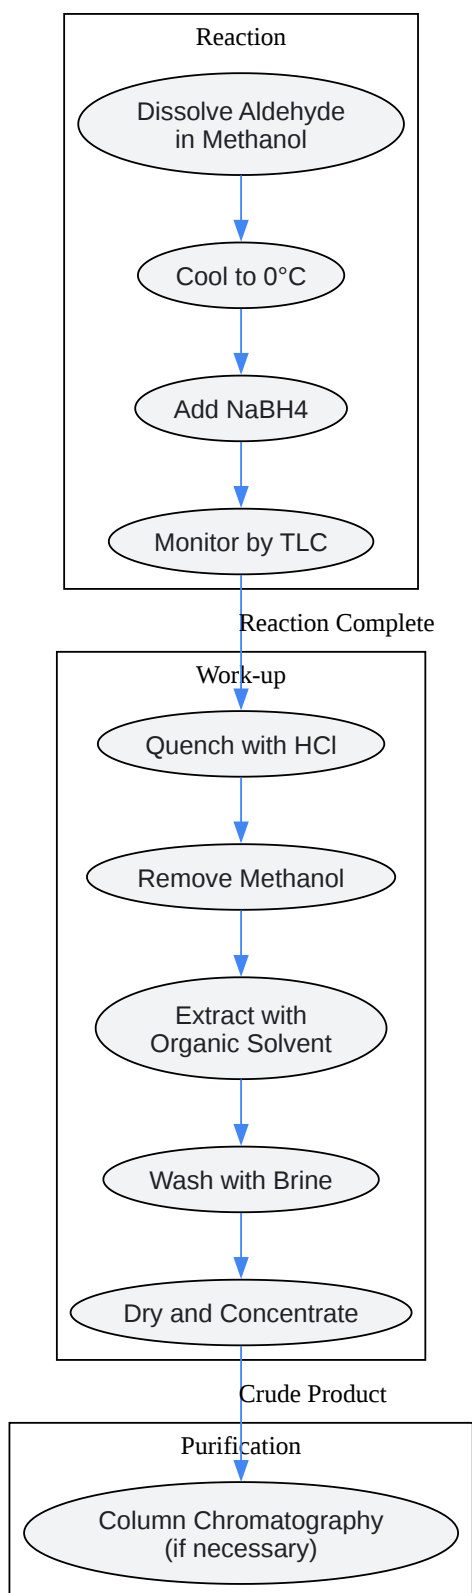 Reaction
Dissolve Aldehyde
in Methanol
Cool to 0°C
Add NaBH4
Monitor by TLC
Reaction Complete
Work-up
Quench with HCl
Remove Methanol
Extract with
Organic Solvent
Wash with Brine
Dry and Concentrate
Crude Product
Purification
Column Chromatography
(if necessary)